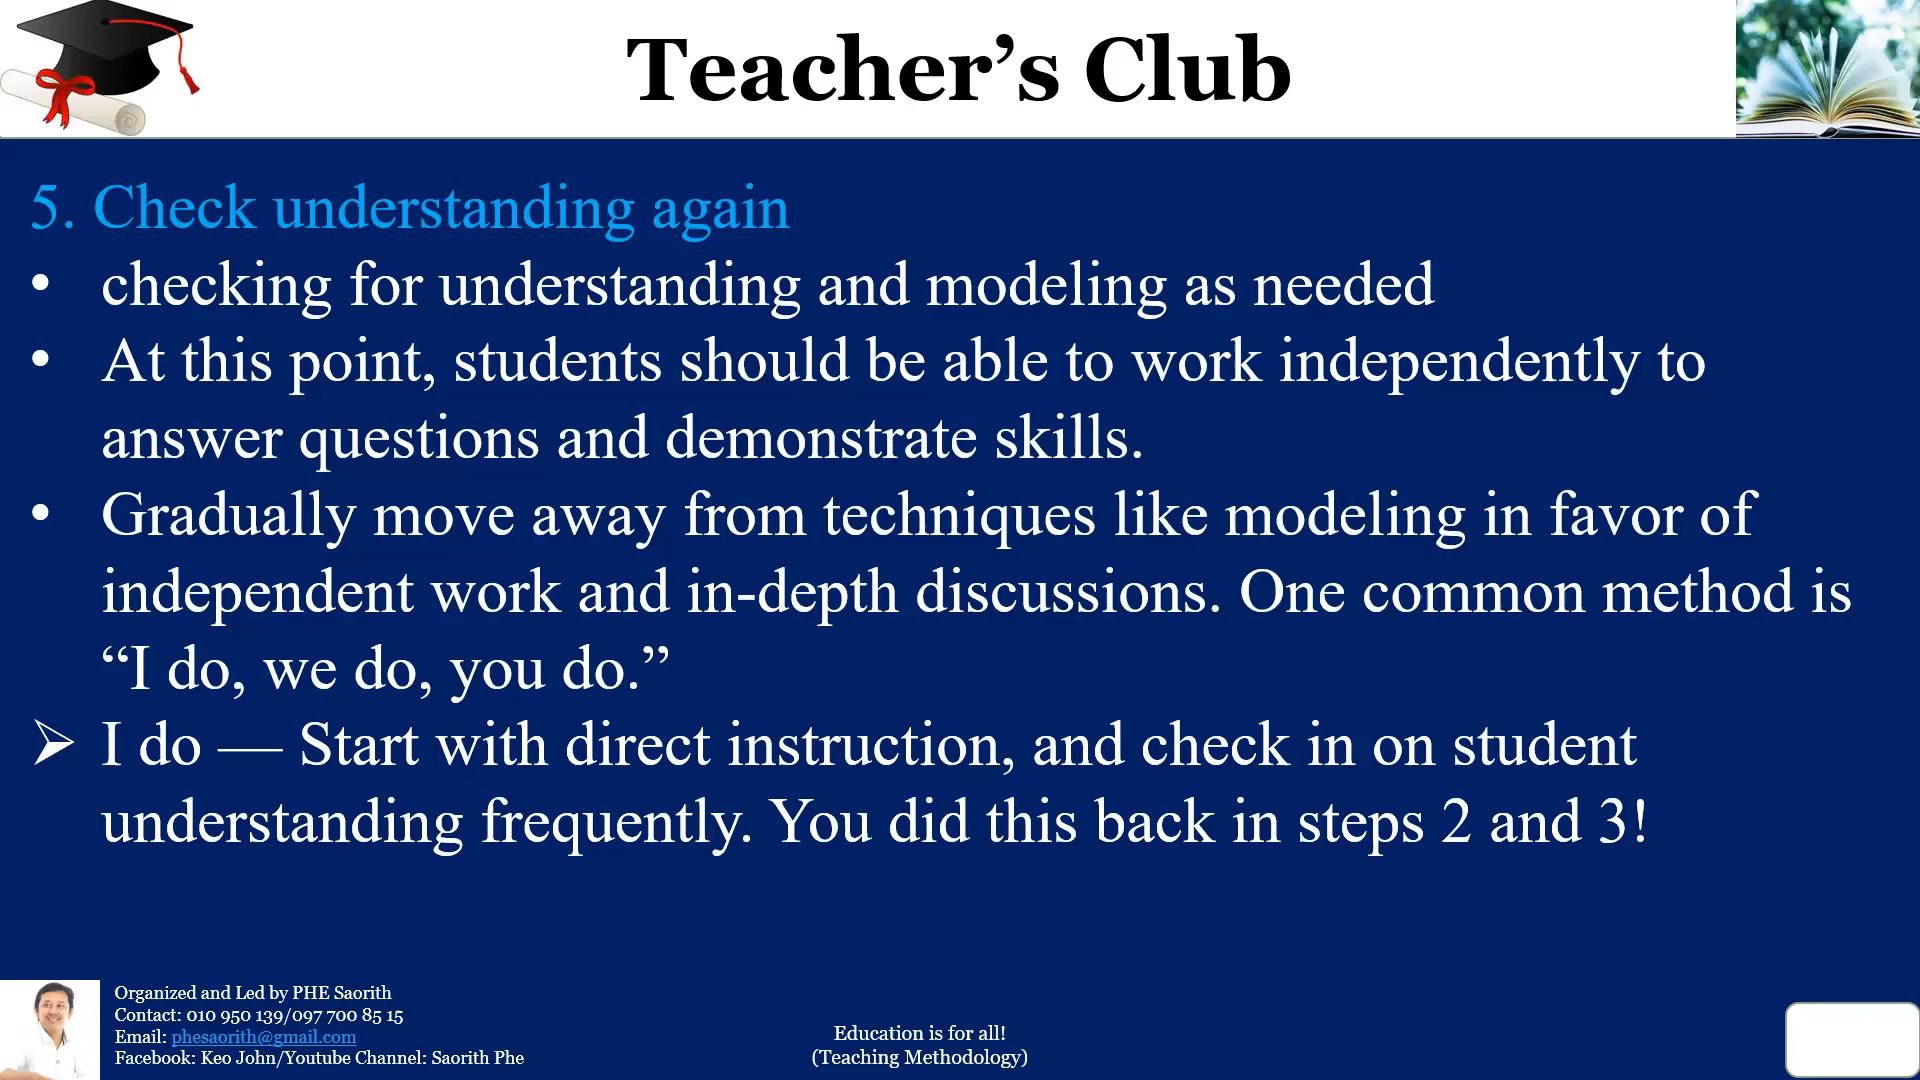 Teacher’s Club
5. Check understanding again
• checking for understanding and modeling as needed
• At this point, students should be able to work independently to
answer questions and demonstrate skills.
• Gradually move away from techniques like modeling in favor of
independent work and in-depth discussions. One common method is
“I do, we do, you do.”
➢ I do — Start with direct instruction, and check in on student
understanding frequently. You did this back in steps 2 and 3!
Organized and Led by PHE Saorith
Contact: 010 950 139/097 700 85 15
Email: phesaorith@gmail.com
Facebook: Keo John/Youtube Channel: Saorith Phe
Education is for all!
(Teaching Methodology)